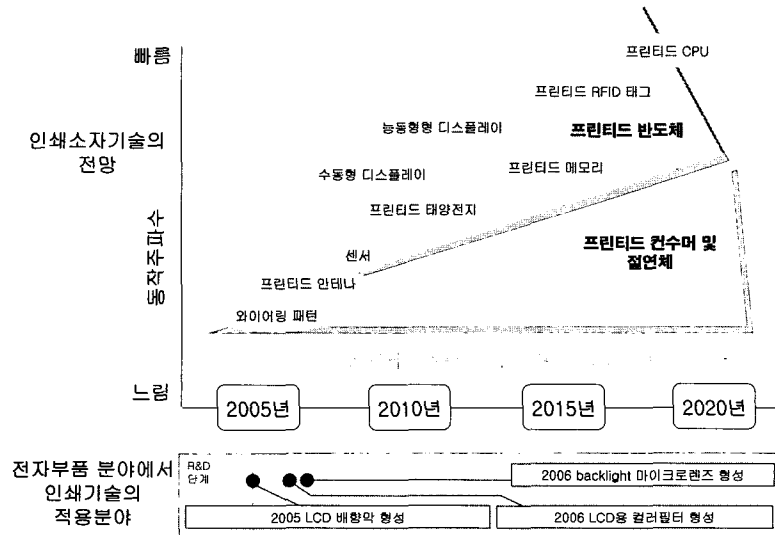 빠름
프린티드 CPU
프린티드 RFID 태그
인쇄소자기술의
전망
능동형형 디스플레이
프린티드 반도체
수동형 디스플레이
프린티드 메모리
프린티드 태양전지
동작주파수
센서
프린티드 컨수머 및
절연체
프린티드 안테나
와이어링 패턴
느림
2005년
2010년
2015년
2020년
전자부품 분야에서
인쇄기술의
적용분야
R&D
단계
2006 backlight 마이크로렌즈 형성
2005 LCD 배향막 형성
2006 LCD용 컬러필터 형성